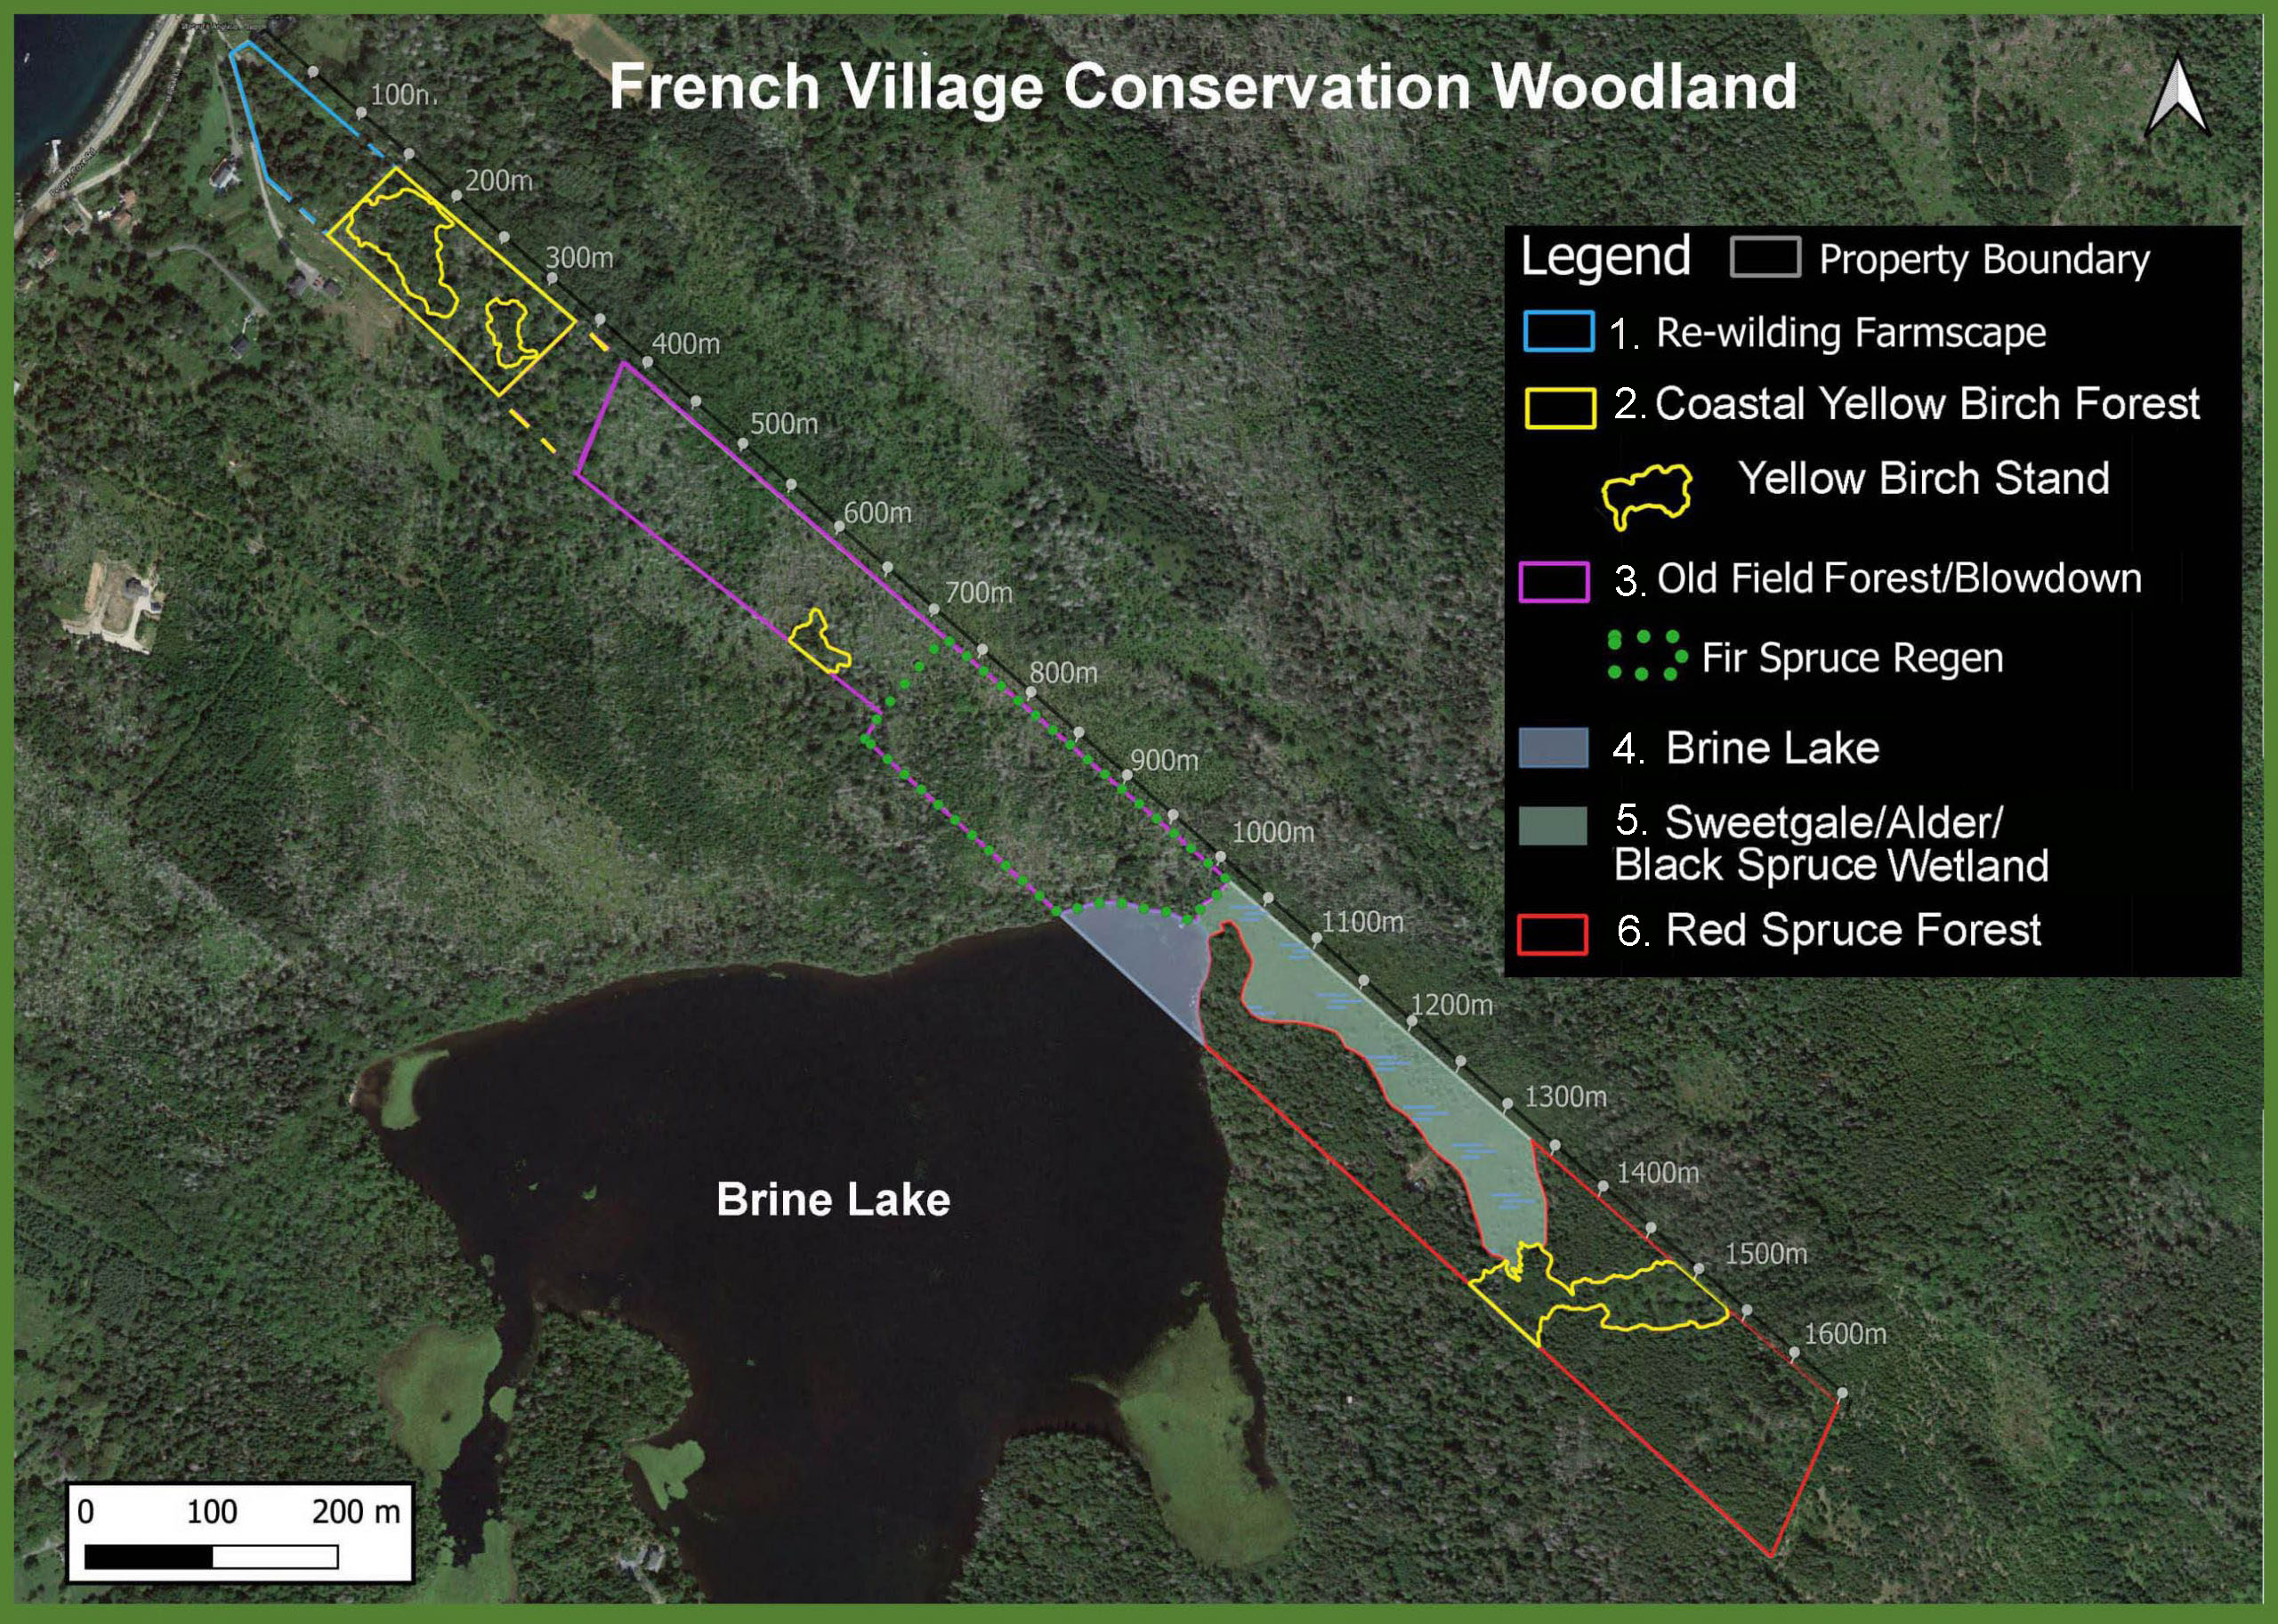 French Village Conservation Woodland
100n.
200m
300m
400m
500m
600m
700m
800m
900m
1000m
1100m
1200m
1300m
1400m
1500m
1600m
Legend Property Boundary
1. Re-wilding Farmscape
2. Coastal Yellow Birch Forest
Yellow Birch Stand
3. Old Field Forest/Blowdown
Fir Spruce Regen
4. Brine Lake
5. Sweetgale/Alder/
Black Spruce Wetland
6. Red Spruce Forest
Brine Lake
0 100 200 m